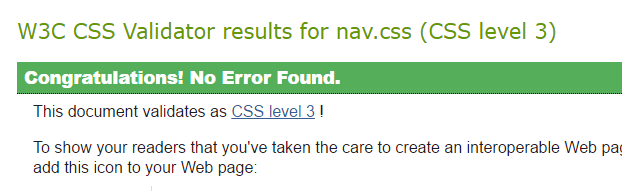 W3C CSS Validator results for nav.css (CSS level 3)
Congratulations! No Error Found.
This document validates as CSS level 3 !
To show your readers that you've taken the care to create an interoperable Web
add this icon to your Web page: